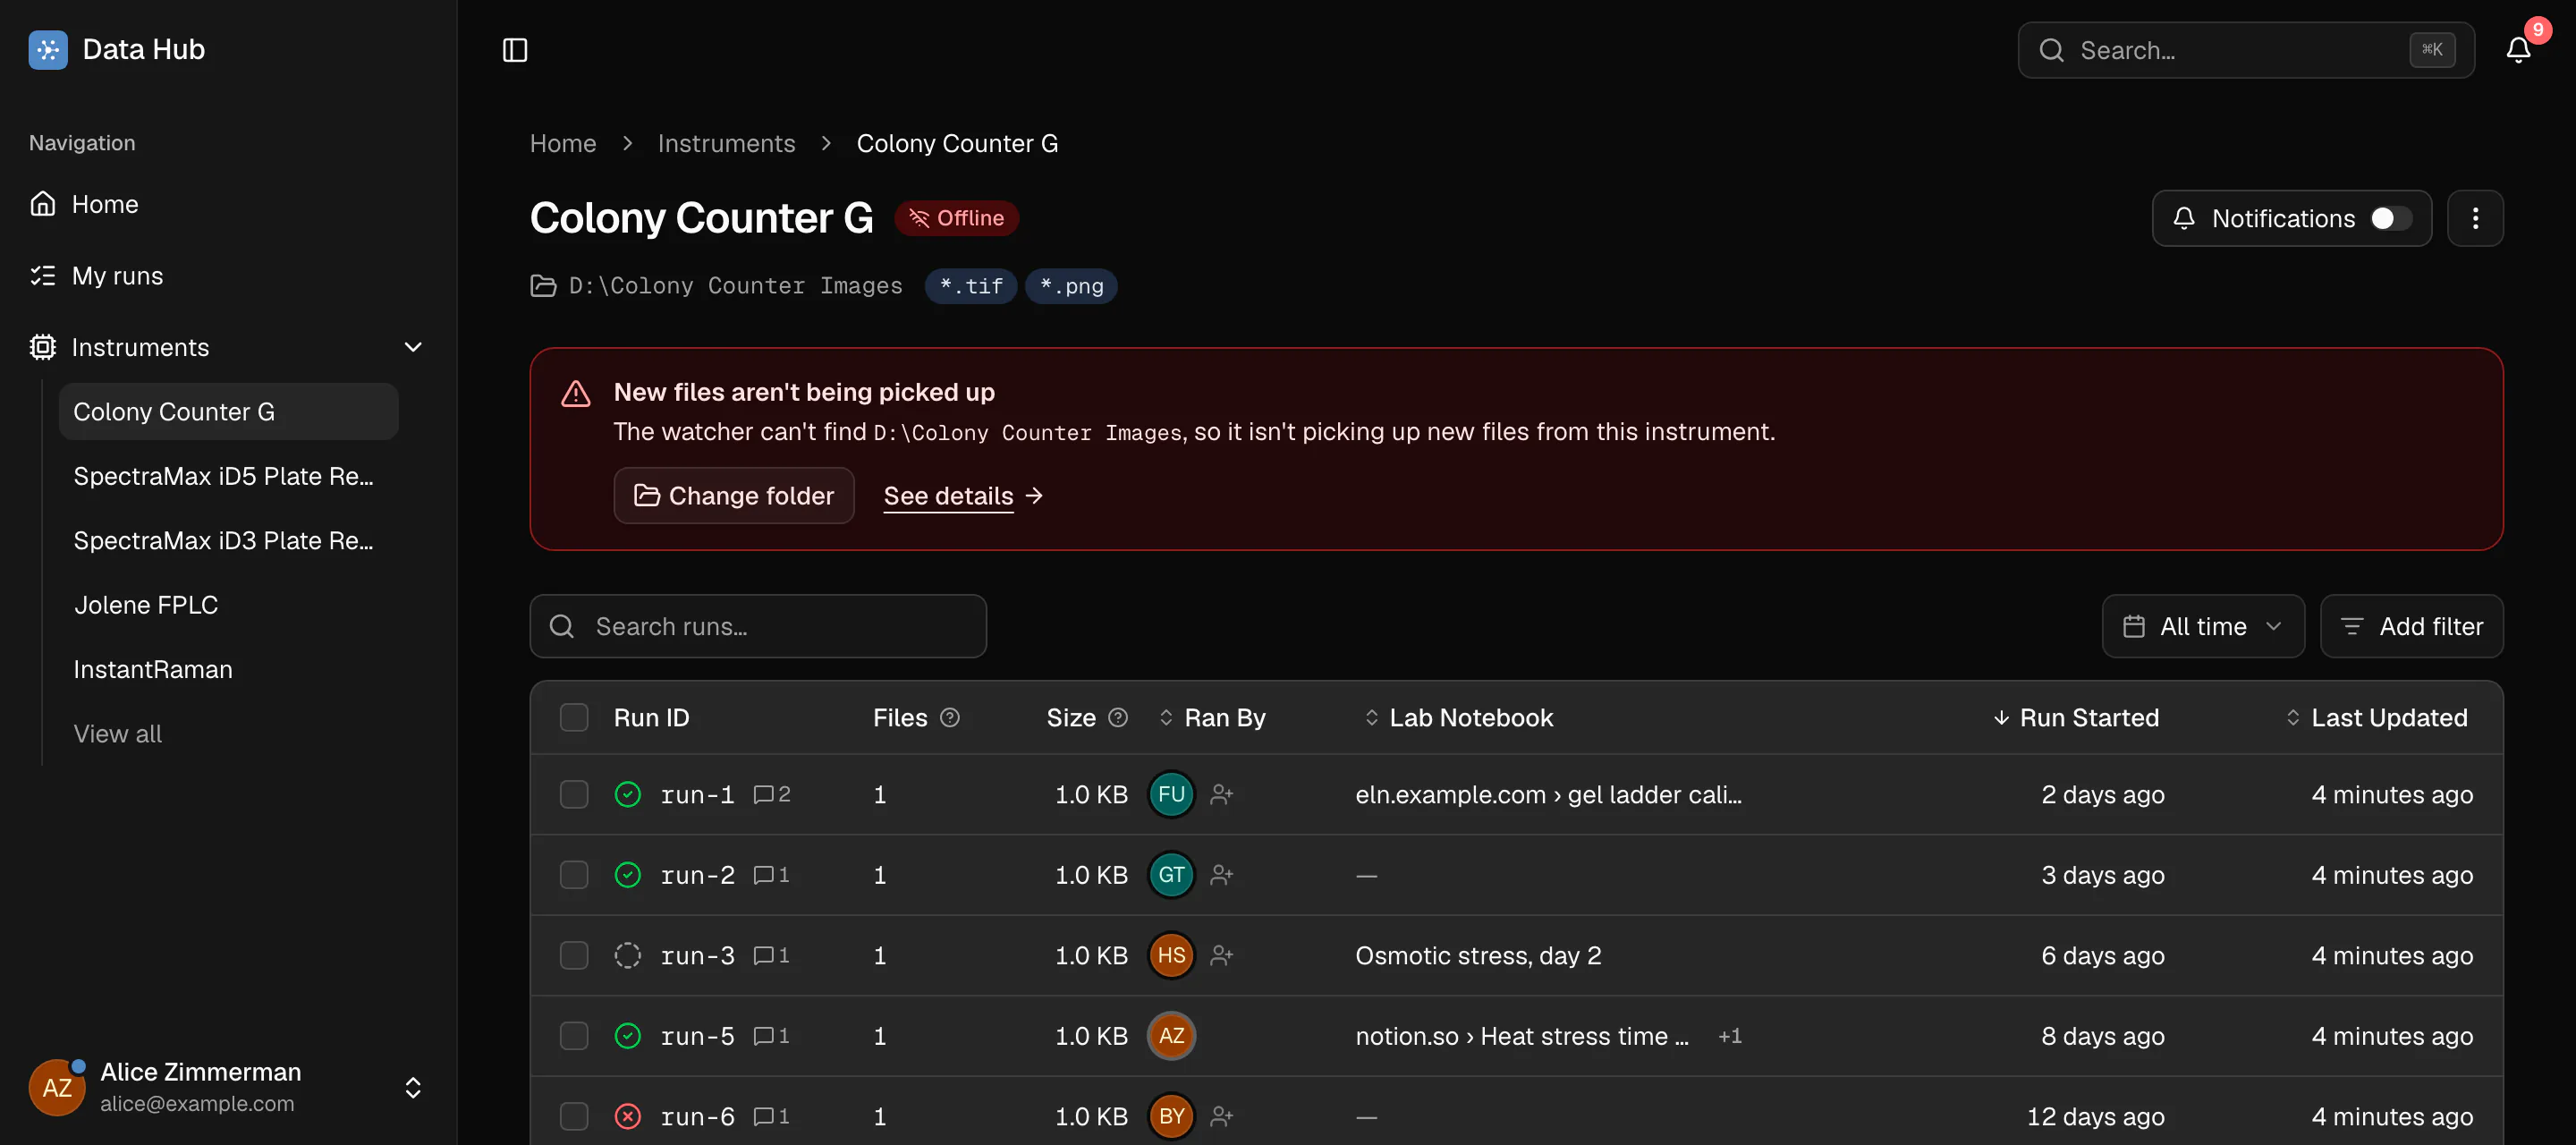 Data Hub
Search...
⌘K
9
Navigation
Home
My runs
Instruments
Colony Counter G
SpectraMax iD5 Plate Re...
SpectraMax iD3 Plate Re...
Jolene FPLC
InstantRaman
View all
AZ
Alice Zimmerman
alice@example.com
Home > Instruments > Colony Counter G
Colony Counter G
Offline
Notifications
D:\Colony Counter Images
*.tif
*.png
New files aren't being picked up
The watcher can't find D:\Colony Counter Images, so it isn't picking up new files from this instrument.
Change folder
See details →
Search runs...
All time
Add filter
Run ID Files Size Ran By Lab Notebook Run Started Last Updated
run-1 2 1 1.0 KB FU eln.example.com › gel ladder cali... 2 days ago 4 minutes ago
run-2 1 1 1.0 KB GT — 3 days ago 4 minutes ago
run-3 1 1 1.0 KB HS Osmotic stress, day 2 6 days ago 4 minutes ago
run-5 1 1 1.0 KB AZ notion.so › Heat stress time ... +1 8 days ago 4 minutes ago
run-6 1 1 1.0 KB BY — 12 days ago 4 minutes ago